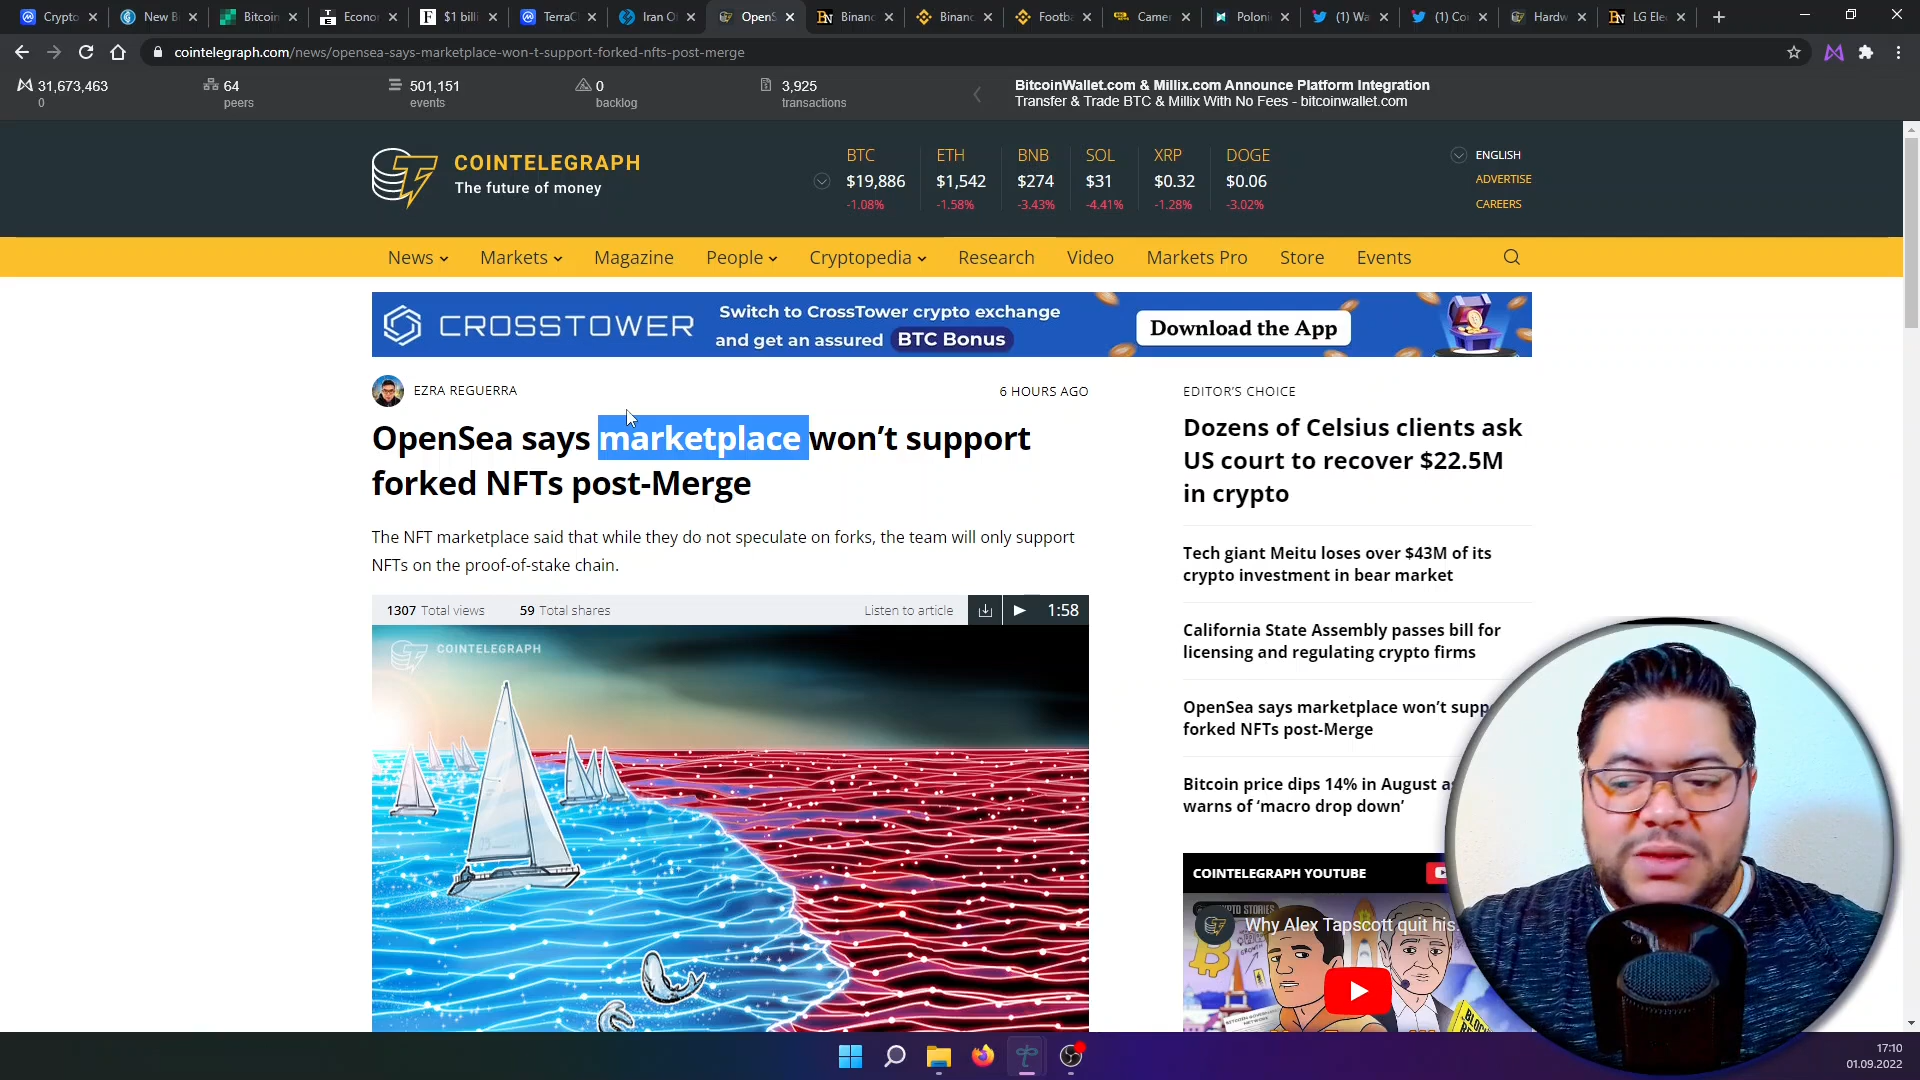 Crypto
New B
Bitcoin
Econo
$1 billi
TerraCl
Iran O
OpenS
Binanc
Binanc
Footba
Camer
Poloni
(1) Wa
(1) Co
Hardw
LG Ele
cointelegraph.com/news/opensea-says-marketplace-won-t-support-forked-nfts-post-merge
31,673,463
0
64
peers
501,151
events
0
backlog
3,925
transactions
BitcoinWallet.com & Millix.com Announce Platform Integration
Transfer & Trade BTC & Millix With No Fees - bitcoinwallet.com
COINTELEGRAPH
The future of money
BTC ETH BNB SOL XRP DOGE
$19,886 $1,542 $274 $31 $0.32 $0.06
-1.08% -1.58% -3.43% -4.41% -1.28% -3.02%
ENGLISH
ADVERTISE
CAREERS
News Markets Magazine People Cryptopedia Research Video Markets Pro Store Events
CROSSTOWER
Switch to CrossTower crypto exchange
and get an assured BTC Bonus
Download the App
EZRA REGUERRA
6 HOURS AGO
OpenSea says marketplace won’t support
forked NFTs post-Merge
The NFT marketplace said that while they do not speculate on forks, the team will only support
NFTs on the proof-of-stake chain.
1307 Total views 59 Total shares Listen to article 1:58
COINTELEGRAPH
EDITOR’S CHOICE
Dozens of Celsius clients ask
US court to recover $22.5M
in crypto
Tech giant Meitu loses over $43M of its
crypto investment in bear market
California State Assembly passes bill for
licensing and regulating crypto firms
OpenSea says marketplace won’t supp
forked NFTs post-Merge
Bitcoin price dips 14% in August a
warns of ‘macro drop down’
COINTELEGRAPH YOUTUBE
Why Alex Tapscott quit his
17:10
01.09.2022